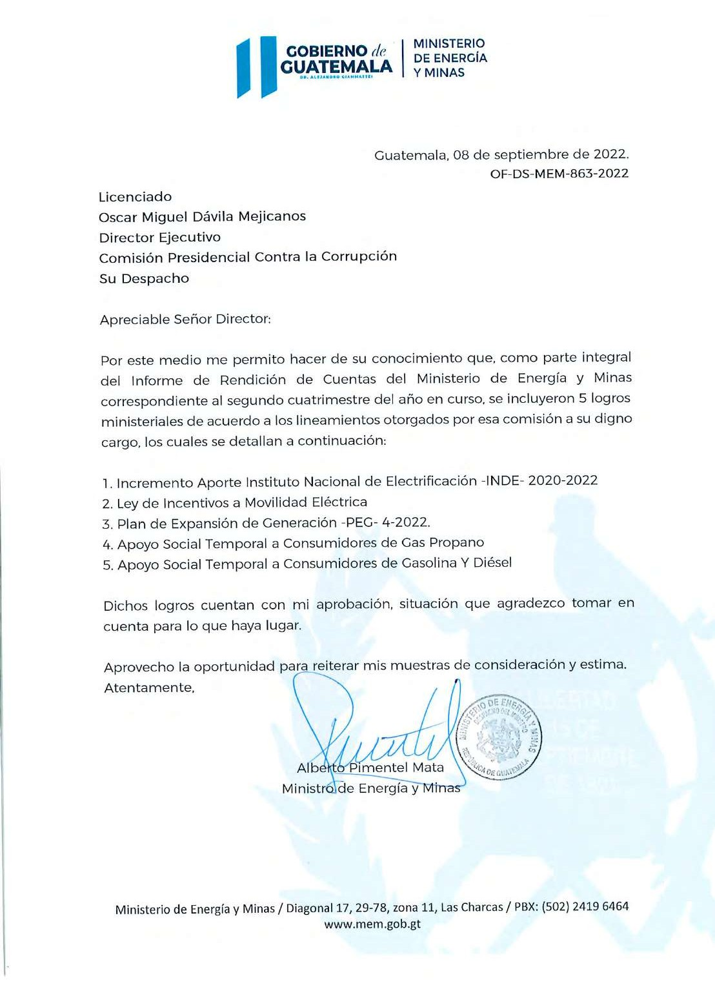 GOBIERNO de
GUATEMALA
DR. ALEJANDRO GIAMMATTEI
MINISTERIO
DE ENERGÍA
Y MINAS
Guatemala, 08 de septiembre de 2022.
OF-DS-MEM-863-2022
Licenciado
Oscar Miguel Dávila Mejicanos
Director Ejecutivo
Comisión Presidencial Contra la Corrupción
Su Despacho
Apreciable Señor Director:
Por este medio me permito hacer de su conocimiento que, como parte integral
del Informe de Rendición de Cuentas del Ministerio de Energía y Minas
correspondiente al segundo cuatrimestre del año en curso, se incluyeron 5 logros
ministeriales de acuerdo a los lineamientos otorgados por esa comisión a su digno
cargo, los cuales se detallan a continuación:
1. Incremento Aporte Instituto Nacional de Electrificación -INDE- 2020-2022
2. Ley de Incentivos a Movilidad Eléctrica
3. Plan de Expansión de Generación -PEG- 4-2022.
4. Apoyo Social Temporal a Consumidores de Gas Propano
5. Apoyo Social Temporal a Consumidores de Gasolina Y Diésel
Dichos logros cuentan con mi aprobación, situación que agradezco tomar en
cuenta para lo que haya lugar.
Aprovecho la oportunidad para reiterar mis muestras de consideración y estima.
Atentamente,
MINISTERIO DE ENERGÍA Y MINAS
DESPACHO DEL MINISTRO
REPÚBLICA DE GUATEMALA
LIBERTAD
15 DE
Alberto Pimentel Mata
Ministro de Energía y Minas
Ministerio de Energía y Minas / Diagonal 17, 29-78, zona 11, Las Charcas / PBX: (502) 2419 6464
www.mem.gob.gt